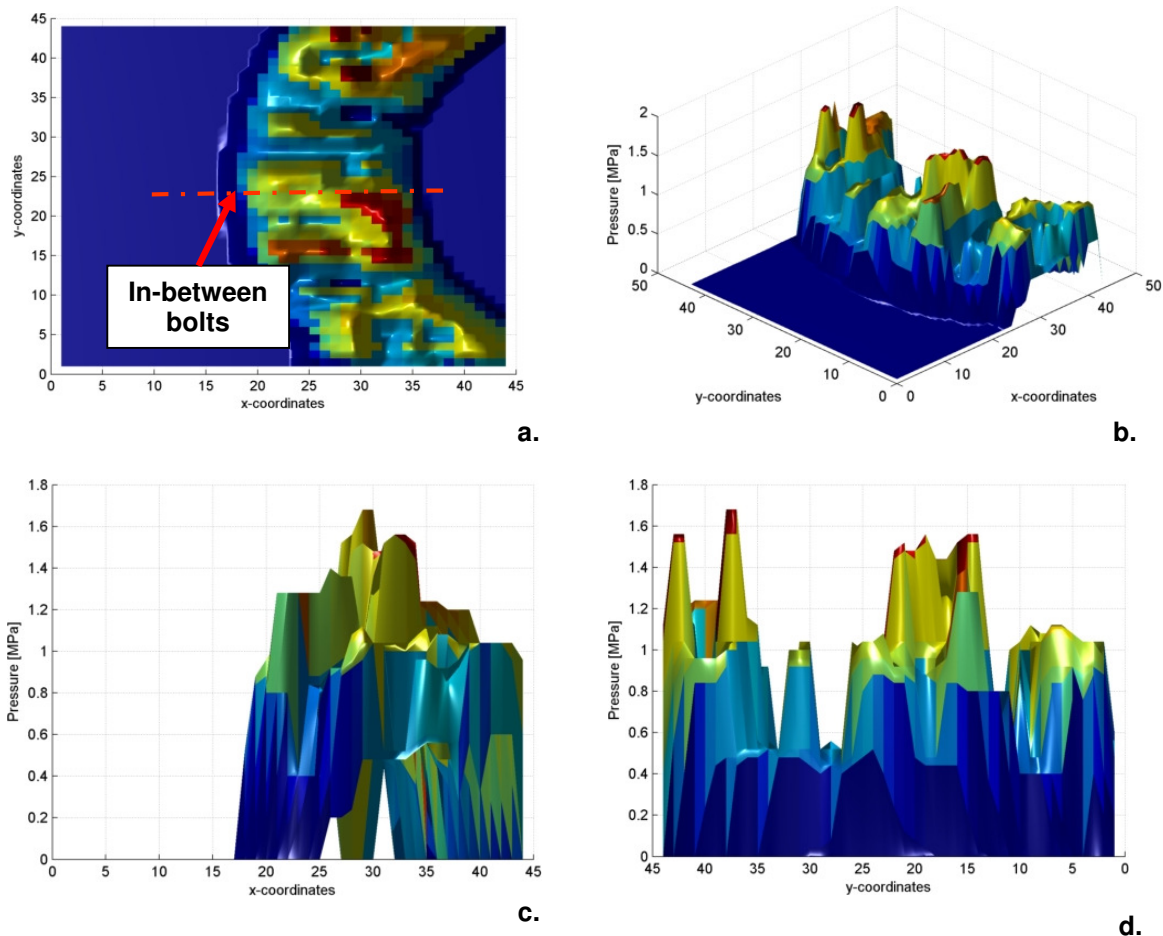 45
40
35
30
25
20
15
10
5
0
y-coordinates
In-between
bolts
0 5 10 15 20 25 30 35 40 45
x-coordinates
a.
2
1.5
1
0.5
0
Pressure [MPa]
50 40 30 20 10 0
y-coordinates
0 10 20 30 40 50
x-coordinates
b.
1.8
1.6
1.4
1.2
1
0.8
0.6
0.4
0.2
0
Pressure [MPa]
0 5 10 15 20 25 30 35 40 45
x-coordinates
c.
1.8
1.6
1.4
1.2
1
0.8
0.6
0.4
0.2
0
Pressure [MPa]
45 40 35 30 25 20 15 10 5 0
y-coordinates
d.